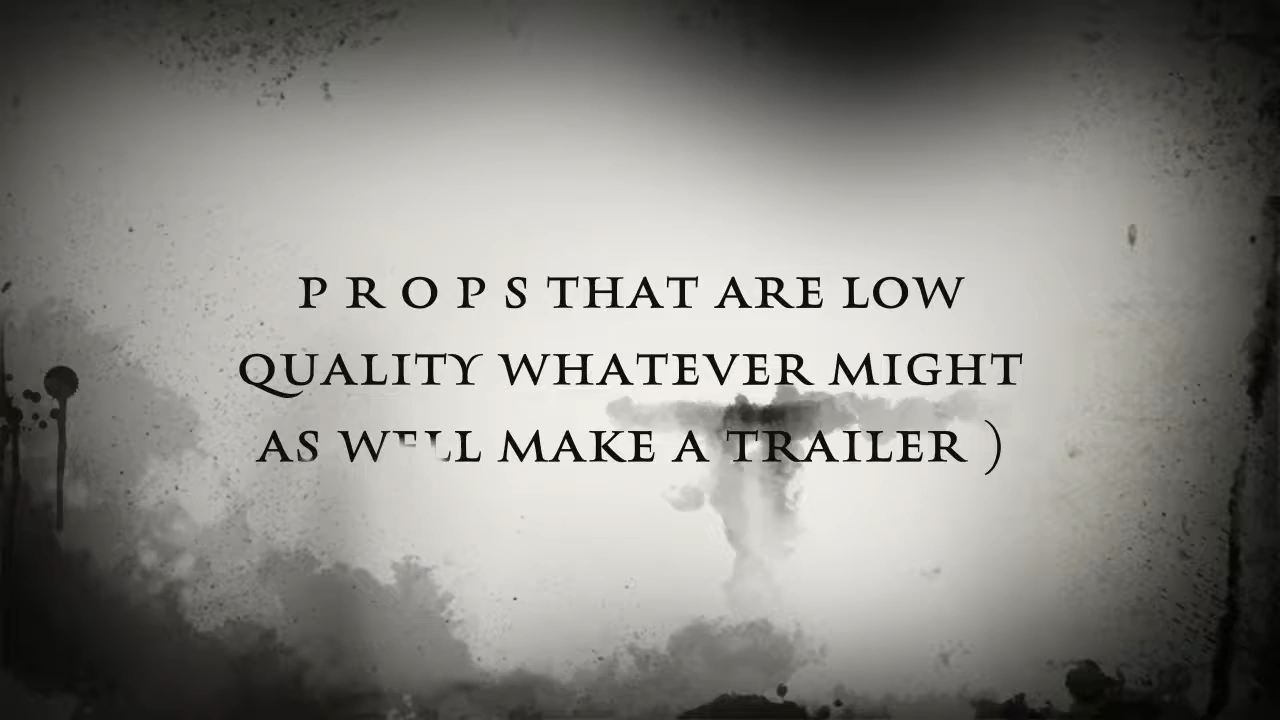 P R O P S THAT ARE LOW
QUALITY WHATEVER MIGHT
AS WELL MAKE A TRAILER )